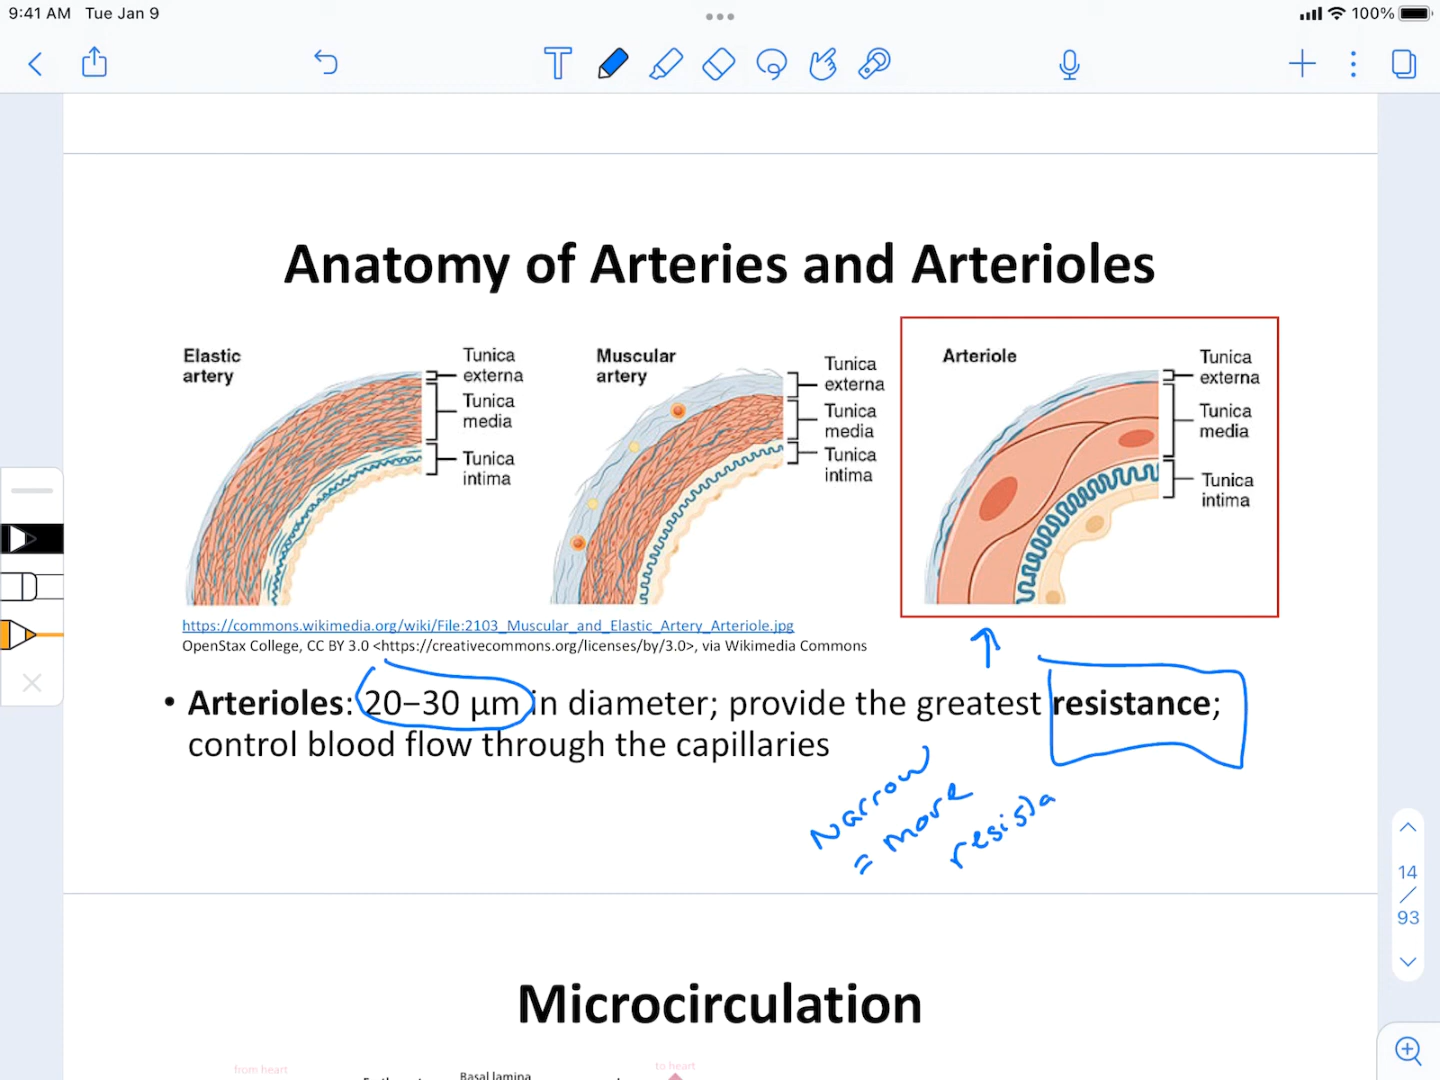 9:41 AM Tue Jan 9
100%
Anatomy of Arteries and Arterioles
Elastic
artery
Tunica
externa
Tunica
media
Tunica
intima
Muscular
artery
Tunica
externa
Tunica
media
Tunica
intima
Arteriole
Tunica
externa
Tunica
media
Tunica
intima
https://commons.wikimedia.org/wiki/File:2103_Muscular_and_Elastic_Artery_Arteriole.jpg
OpenStax College, CC BY 3.0 <https://creativecommons.org/licenses/by/3.0>, via Wikimedia Commons
• Arterioles: 20–30 μm in diameter; provide the greatest resistance;
control blood flow through the capillaries
Narrow
= more
resista
14
/
93
Microcirculation
from heart
to heart
Basal lamina